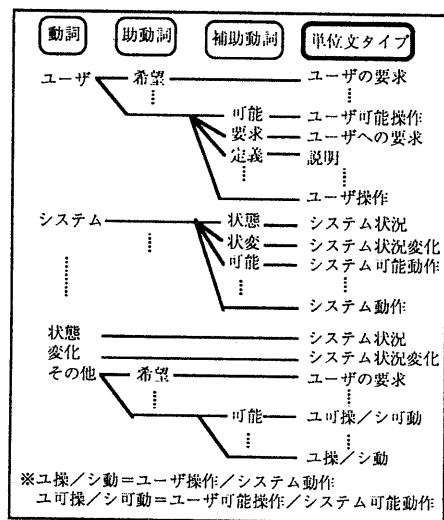 動詞 助動詞 補助動詞 単位文タイプ
ユーザ 希望 ユーザの要求
可能 ユーザ可能操作
要求 ユーザへの要求
定義 説明
ユーザ操作
システム 状態 システム状況
状変 システム状況変化
可能 システム可能動作
システム動作
状態 システム状況
変化 システム状況変化
その他 希望 ユーザの要求
可能 ユ可操/シ可動
ユ操/シ動
※ユ操/シ動=ユーザ操作/システム動作
ユ可操/シ可動=ユーザ可能操作/システム可能動作